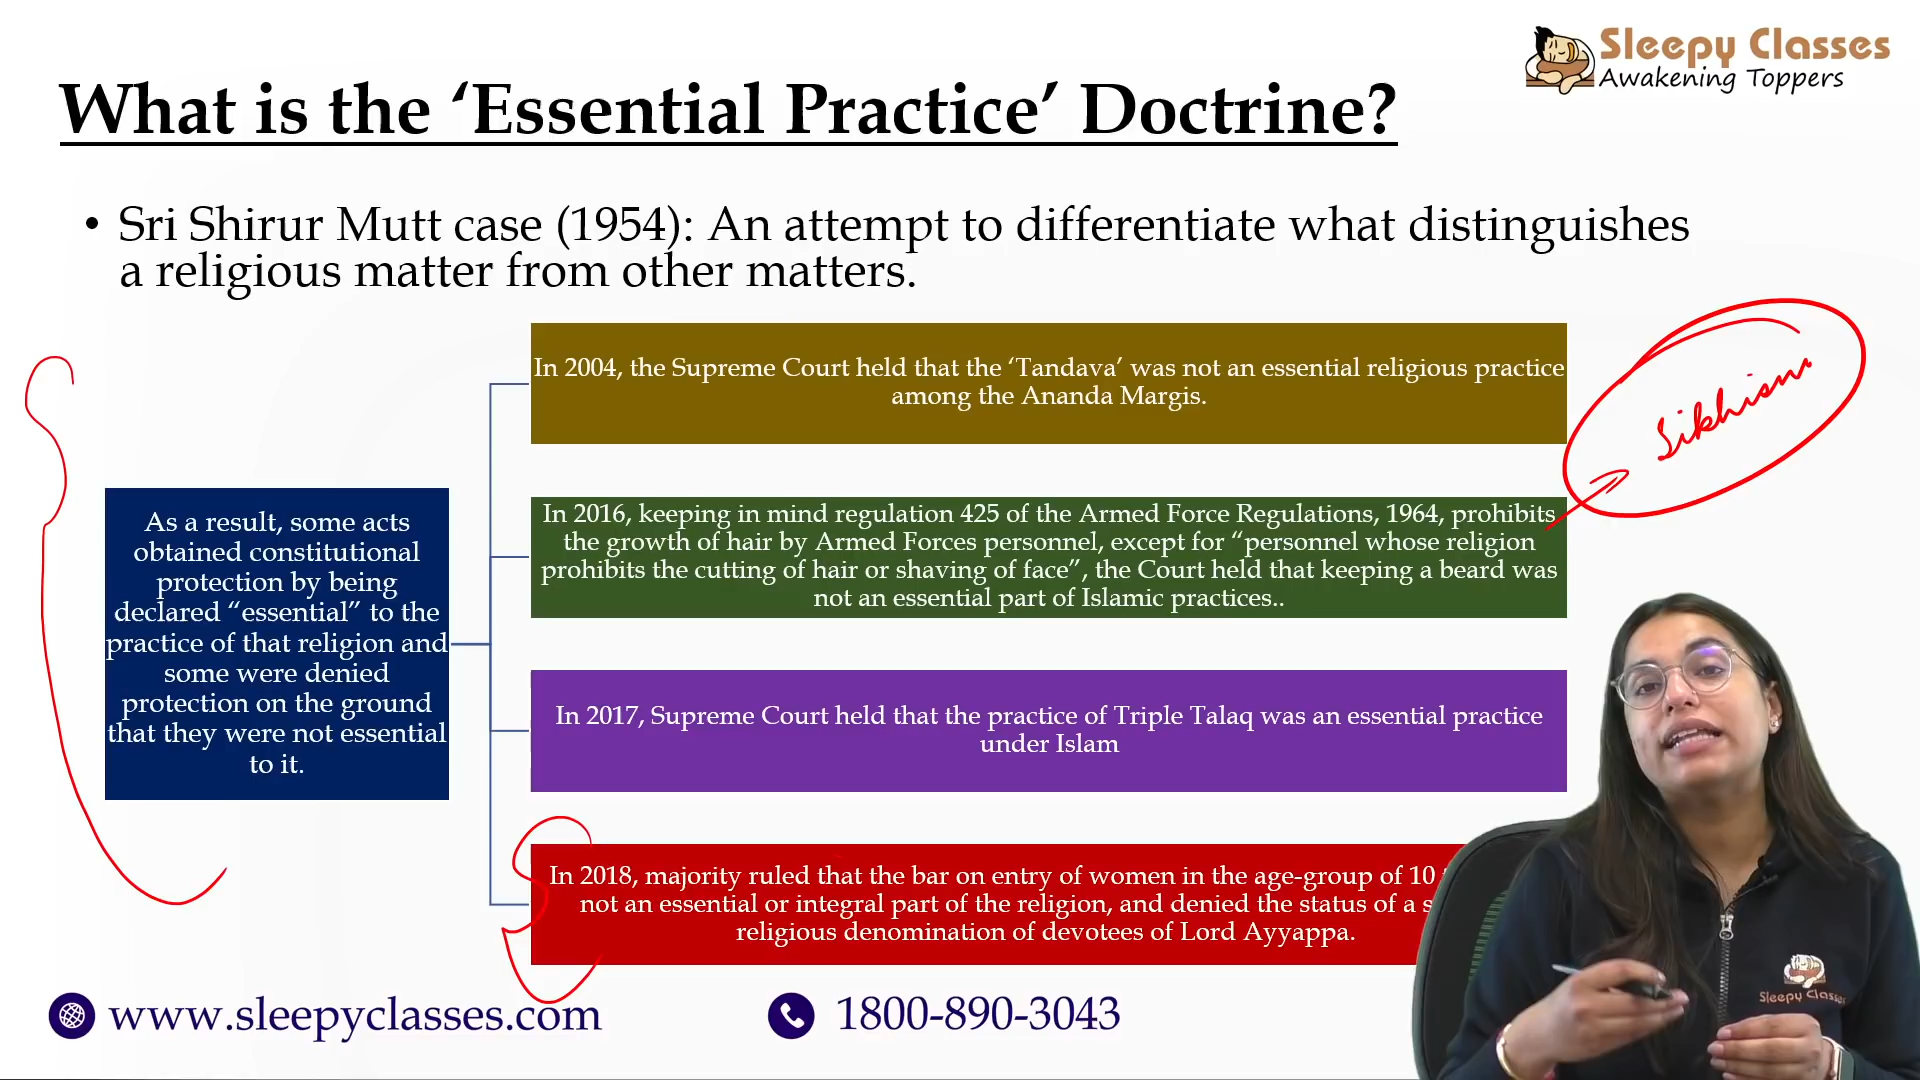 Sleepy Classes
Awakening Toppers
What is the ‘Essential Practice’ Doctrine?
• Sri Shirur Mutt case (1954): An attempt to differentiate what distinguishes
a religious matter from other matters.
As a result, some acts
obtained constitutional
protection by being
declared “essential” to the
practice of that religion and
some were denied
protection on the ground
that they were not essential
to it.
In 2004, the Supreme Court held that the ‘Tandava’ was not an essential religious practice
among the Ananda Margis.
Sikhism
In 2016, keeping in mind regulation 425 of the Armed Force Regulations, 1964, prohibits
the growth of hair by Armed Forces personnel, except for “personnel whose religion
prohibits the cutting of hair or shaving of face”, the Court held that keeping a beard was
not an essential part of Islamic practices..
In 2017, Supreme Court held that the practice of Triple Talaq was an essential practice
under Islam
In 2018, majority ruled that the bar on entry of women in the age-group of 10
not an essential or integral part of the religion, and denied the status of a
religious denomination of devotees of Lord Ayyappa.
Sleepy Classes
www.sleepyclasses.com
1800-890-3043